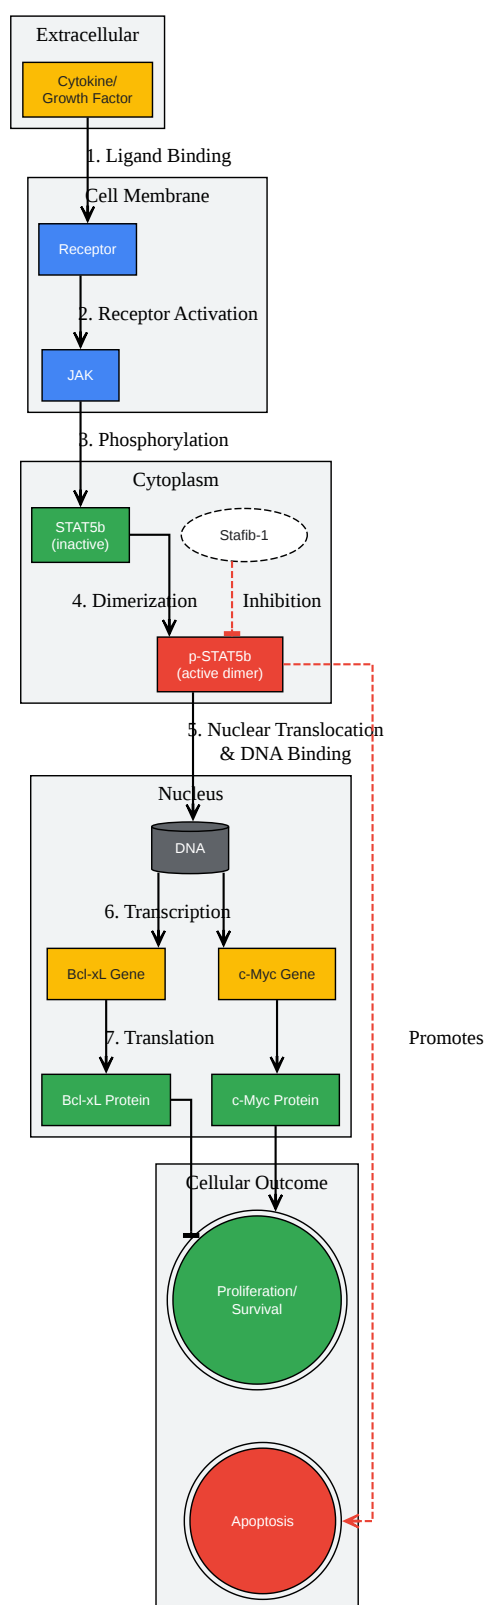 Extracellular
Cytokine/
Growth Factor
1. Ligand Binding
Cell Membrane
Receptor
2. Receptor Activation
JAK
3. Phosphorylation
Cytoplasm
STAT5b
(inactive)
Stafib-1
4. Dimerization
Inhibition
p-STAT5b
(active dimer)
5. Nuclear Translocation
& DNA Binding
Nucleus
DNA
6. Transcription
Bcl-xL Gene
c-Myc Gene
7. Translation
Promotes
Bcl-xL Protein
c-Myc Protein
Cellular Outcome
Proliferation/
Survival
Apoptosis